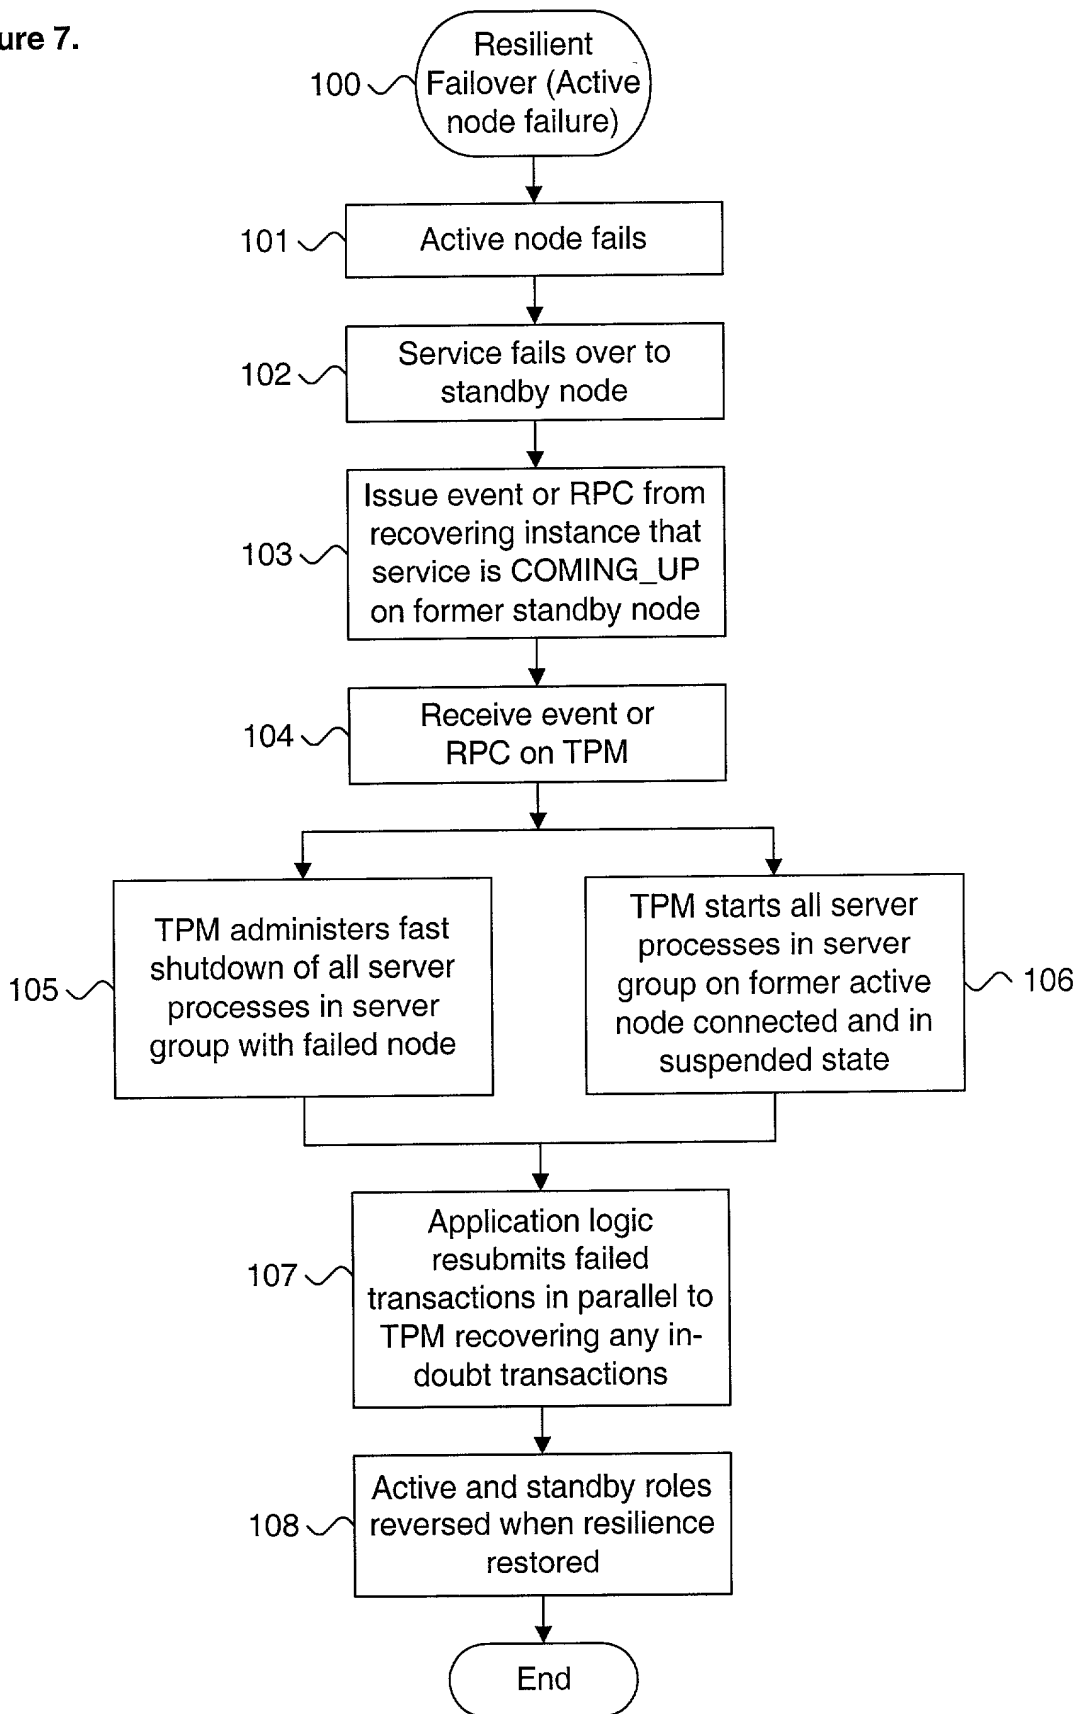 ure 7.
Resilient
Failover (Active
node failure)
100
Active node fails
101
Service fails over to
standby node
102
Issue event or RPC from
recovering instance that
service is COMING_UP
on former standby node
103
Receive event or
RPC on TPM
104
TPM administers fast
shutdown of all server
processes in server
group with failed node
105
TPM starts all server
processes in server
group on former active
node connected and in
suspended state
106
Application logic
resubmits failed
transactions in parallel to
TPM recovering any in-
doubt transactions
107
Active and standby roles
reversed when resilience
restored
108
End